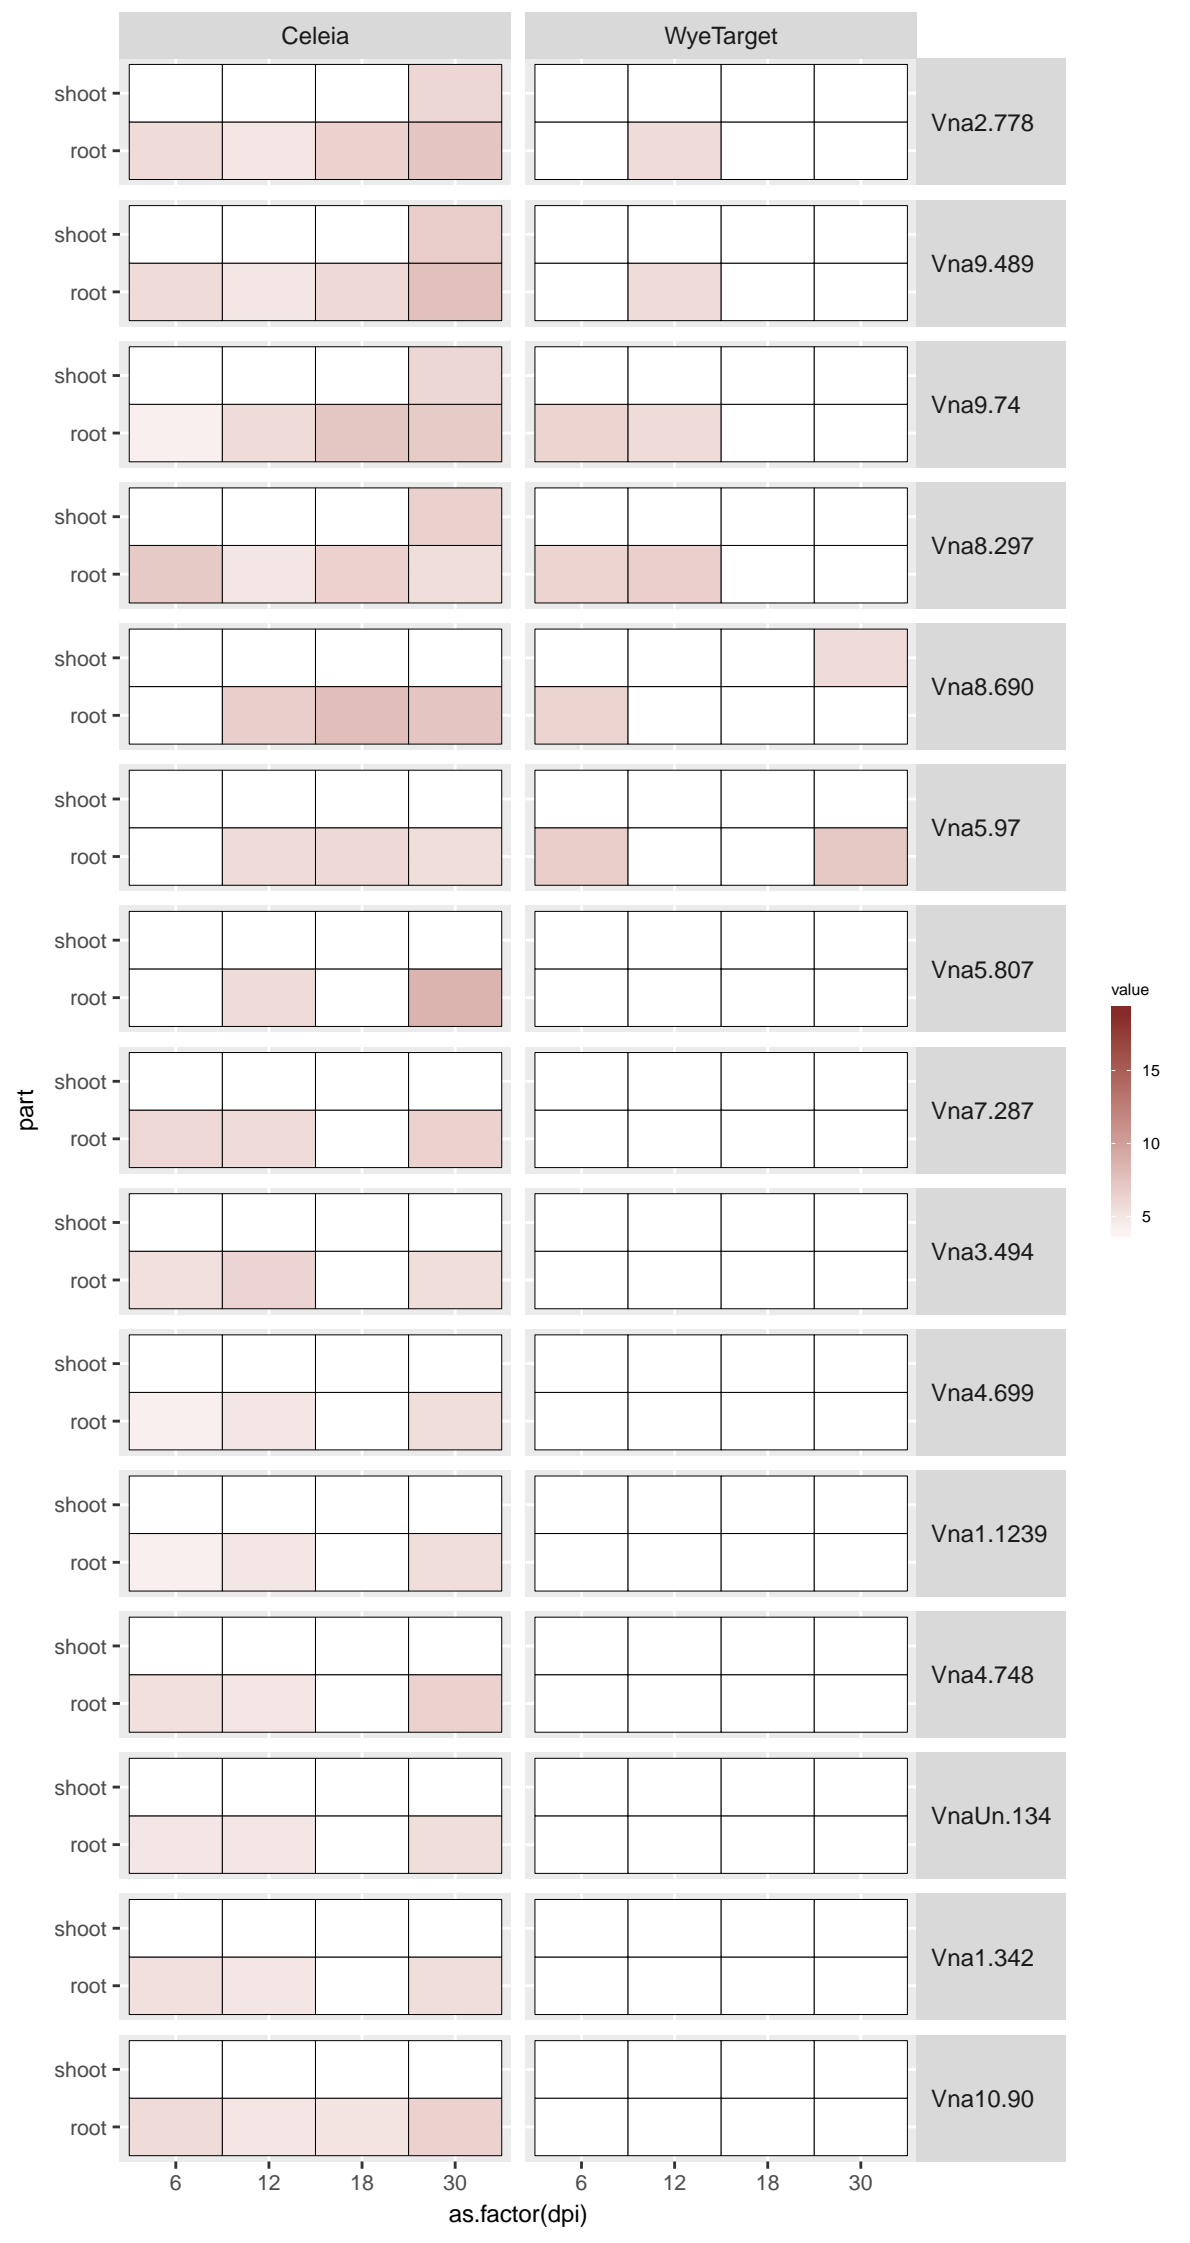 Celeia WyeTarget
shoot
root
Vna2.778
shoot
root
Vna9.489
shoot
root
Vna9.74
shoot
root
Vna8.297
shoot
root
Vna8.690
shoot
root
Vna5.97
shoot
root
Vna5.807
shoot
root
Vna7.287
shoot
root
Vna3.494
shoot
root
Vna4.699
shoot
root
Vna1.1239
shoot
root
Vna4.748
shoot
root
VnaUn.134
shoot
root
Vna1.342
shoot
root
Vna10.90
6 12 18 30 6 12 18 30
as.factor(dpi)
part
value
15
10
5